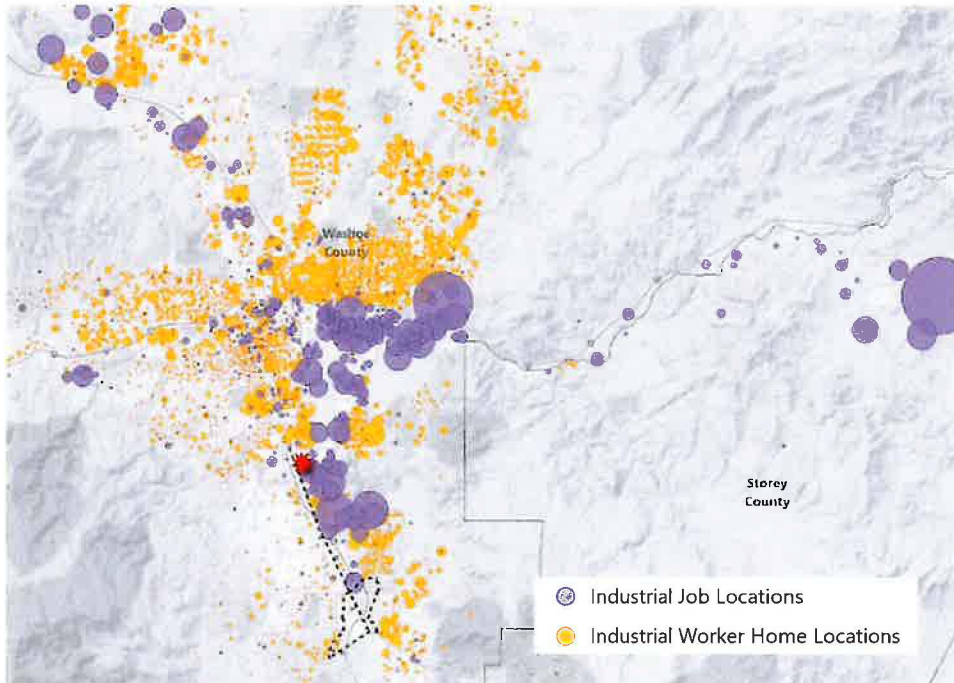 Washoe
County
Storey
County
Industrial Job Locations
Industrial Worker Home Locations